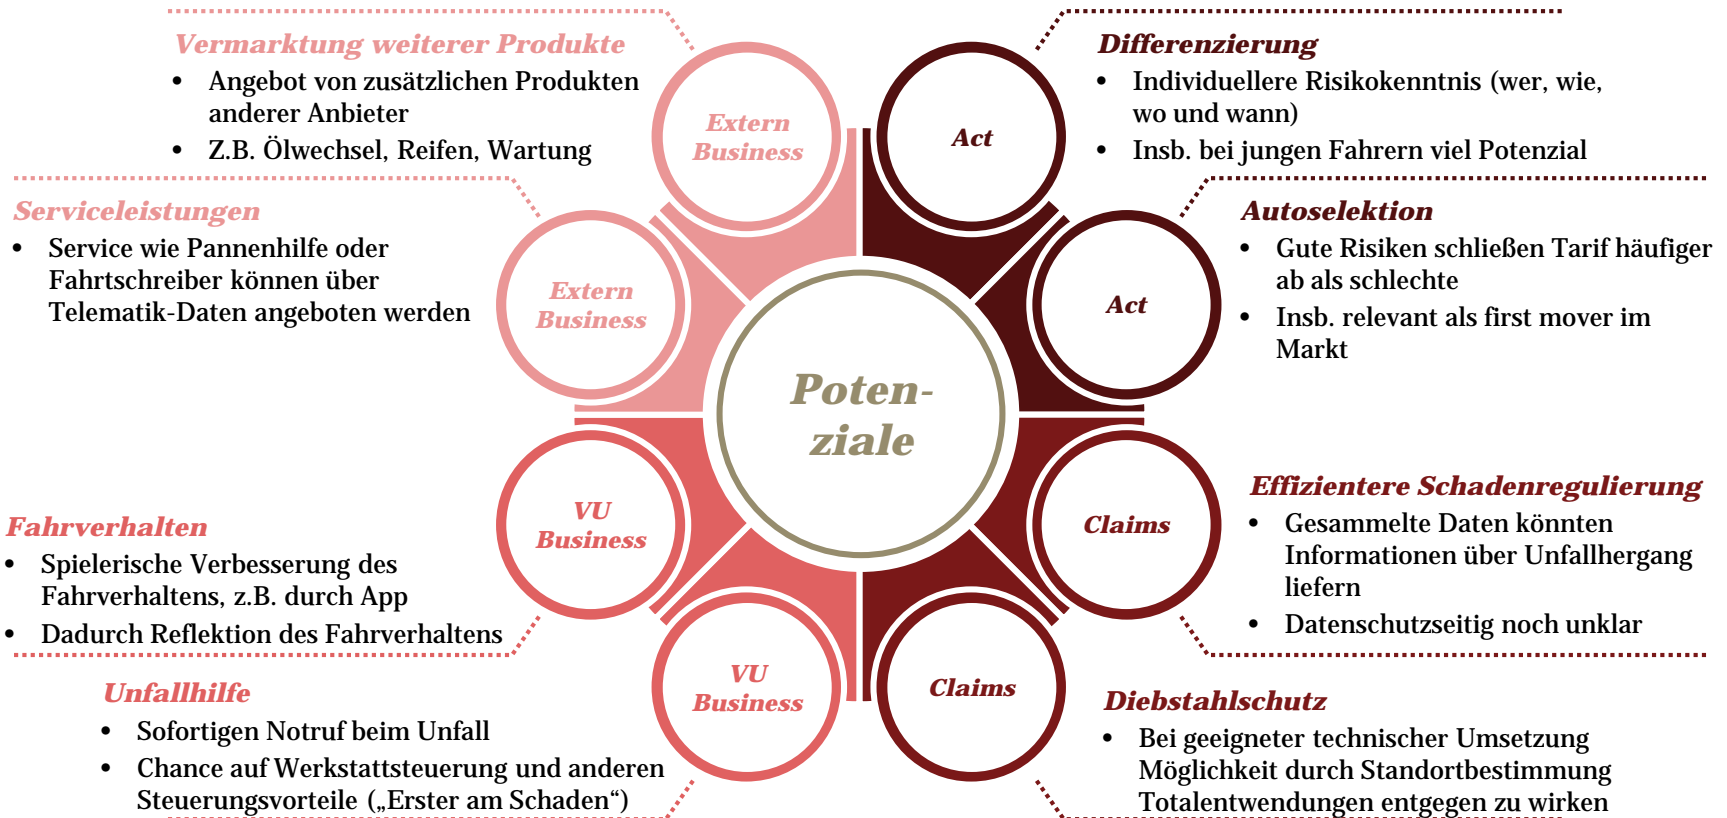 Vermarktung weiterer Produkte
• Angebot von zusätzlichen Produkten
anderer Anbieter
• Z.B. Ölwechsel, Reifen, Wartung
Extern
Business
Serviceleistungen
• Service wie Pannenhilfe oder
Fahrtschreiber können über
Telematik-Daten angeboten werden
Extern
Business
Fahrverhalten
• Spielerische Verbesserung des
Fahrverhaltens, z.B. durch App
• Dadurch Reflektion des Fahrverhaltens
VU
Business
Unfallhilfe
• Sofortigen Notruf beim Unfall
• Chance auf Werkstattsteuerung und anderen
Steuerungsvorteile („Erster am Schaden“)
VU
Business
Poten-
ziale
Act
Differenzierung
• Individuellere Risikokenntnis (wer, wie,
wo und wann)
• Insb. bei jungen Fahrern viel Potenzial
Act
Autoselektion
• Gute Risiken schließen Tarif häufiger
ab als schlechte
• Insb. relevant als first mover im
Markt
Claims
Effizientere Schadenregulierung
• Gesammelte Daten könnten
Informationen über Unfallhergang
liefern
• Datenschutzseitig noch unklar
Claims
Diebstahlschutz
• Bei geeigneter technischer Umsetzung
Möglichkeit durch Standortbestimmung
Totalentwendungen entgegen zu wirken